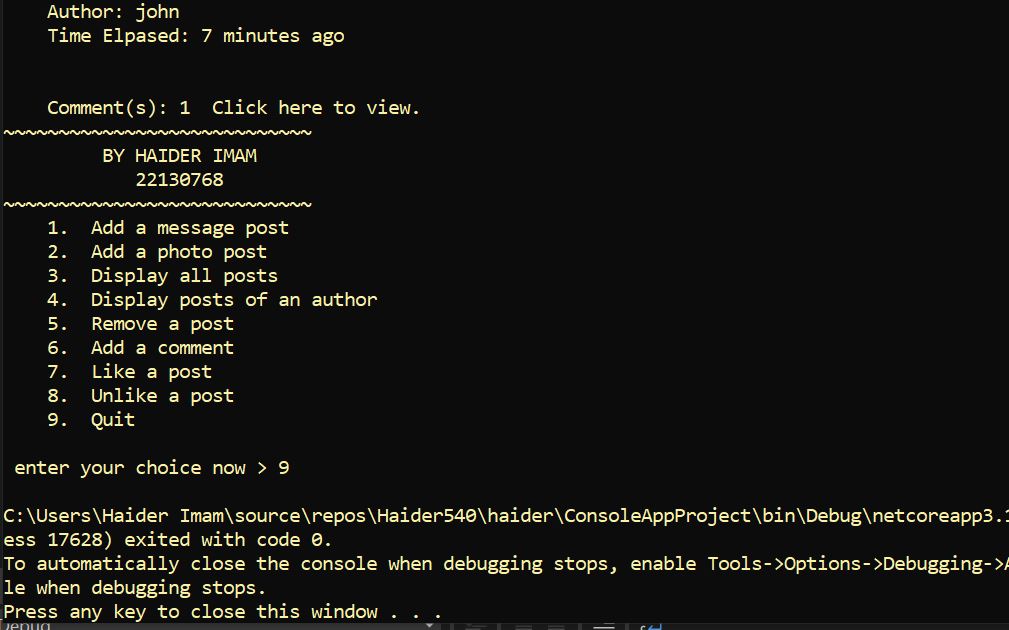 Author: john
Time Elpased: 7 minutes ago
Comment(s): 1  Click here to view.
~~~~~~~~~~~~~~~~~~~~~~~~~~~~
BY HAIDER IMAM
22130768
~~~~~~~~~~~~~~~~~~~~~~~~~~~~
1.  Add a message post
2.  Add a photo post
3.  Display all posts
4.  Display posts of an author
5.  Remove a post
6.  Add a comment
7.  Like a post
8.  Unlike a post
9.  Quit
enter your choice now > 9
C:\Users\Haider Imam\source\repos\Haider540\haider\ConsoleAppProject\bin\Debug\netcoreapp3.1
ess 17628) exited with code 0.
To automatically close the console when debugging stops, enable Tools->Options->Debugging->A
le when debugging stops.
Press any key to close this window . . .
Debug